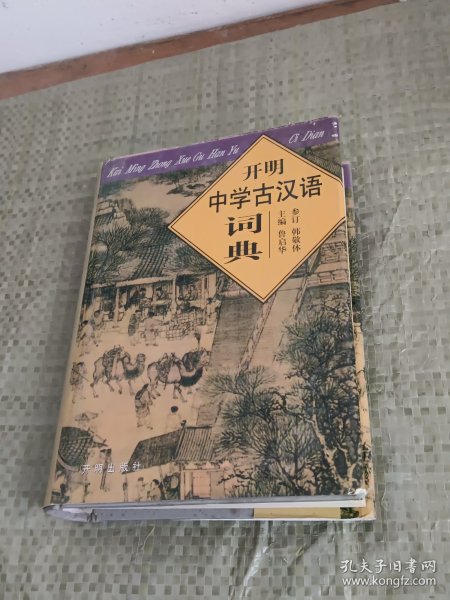 Kai Ming Zhong Xue Gu Han Yu Ci Dian
开明
中学古汉语
词典
参订 韩敬体
主编 鲁启华
开明出版社
孔夫子旧书网
www.kongfz.com